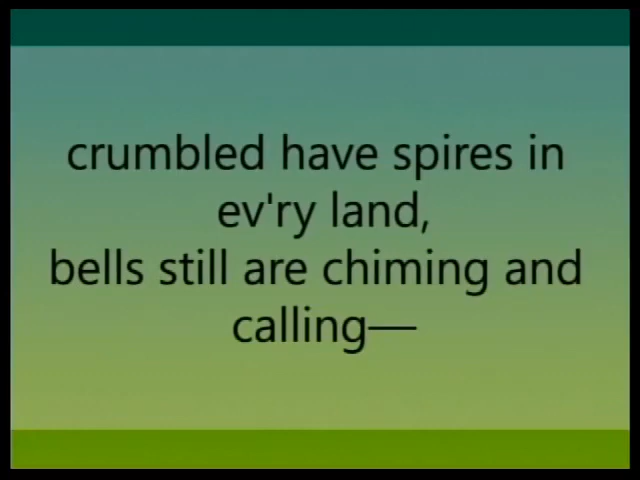 crumbled have spires in
ev'ry land,
bells still are chiming and
calling—